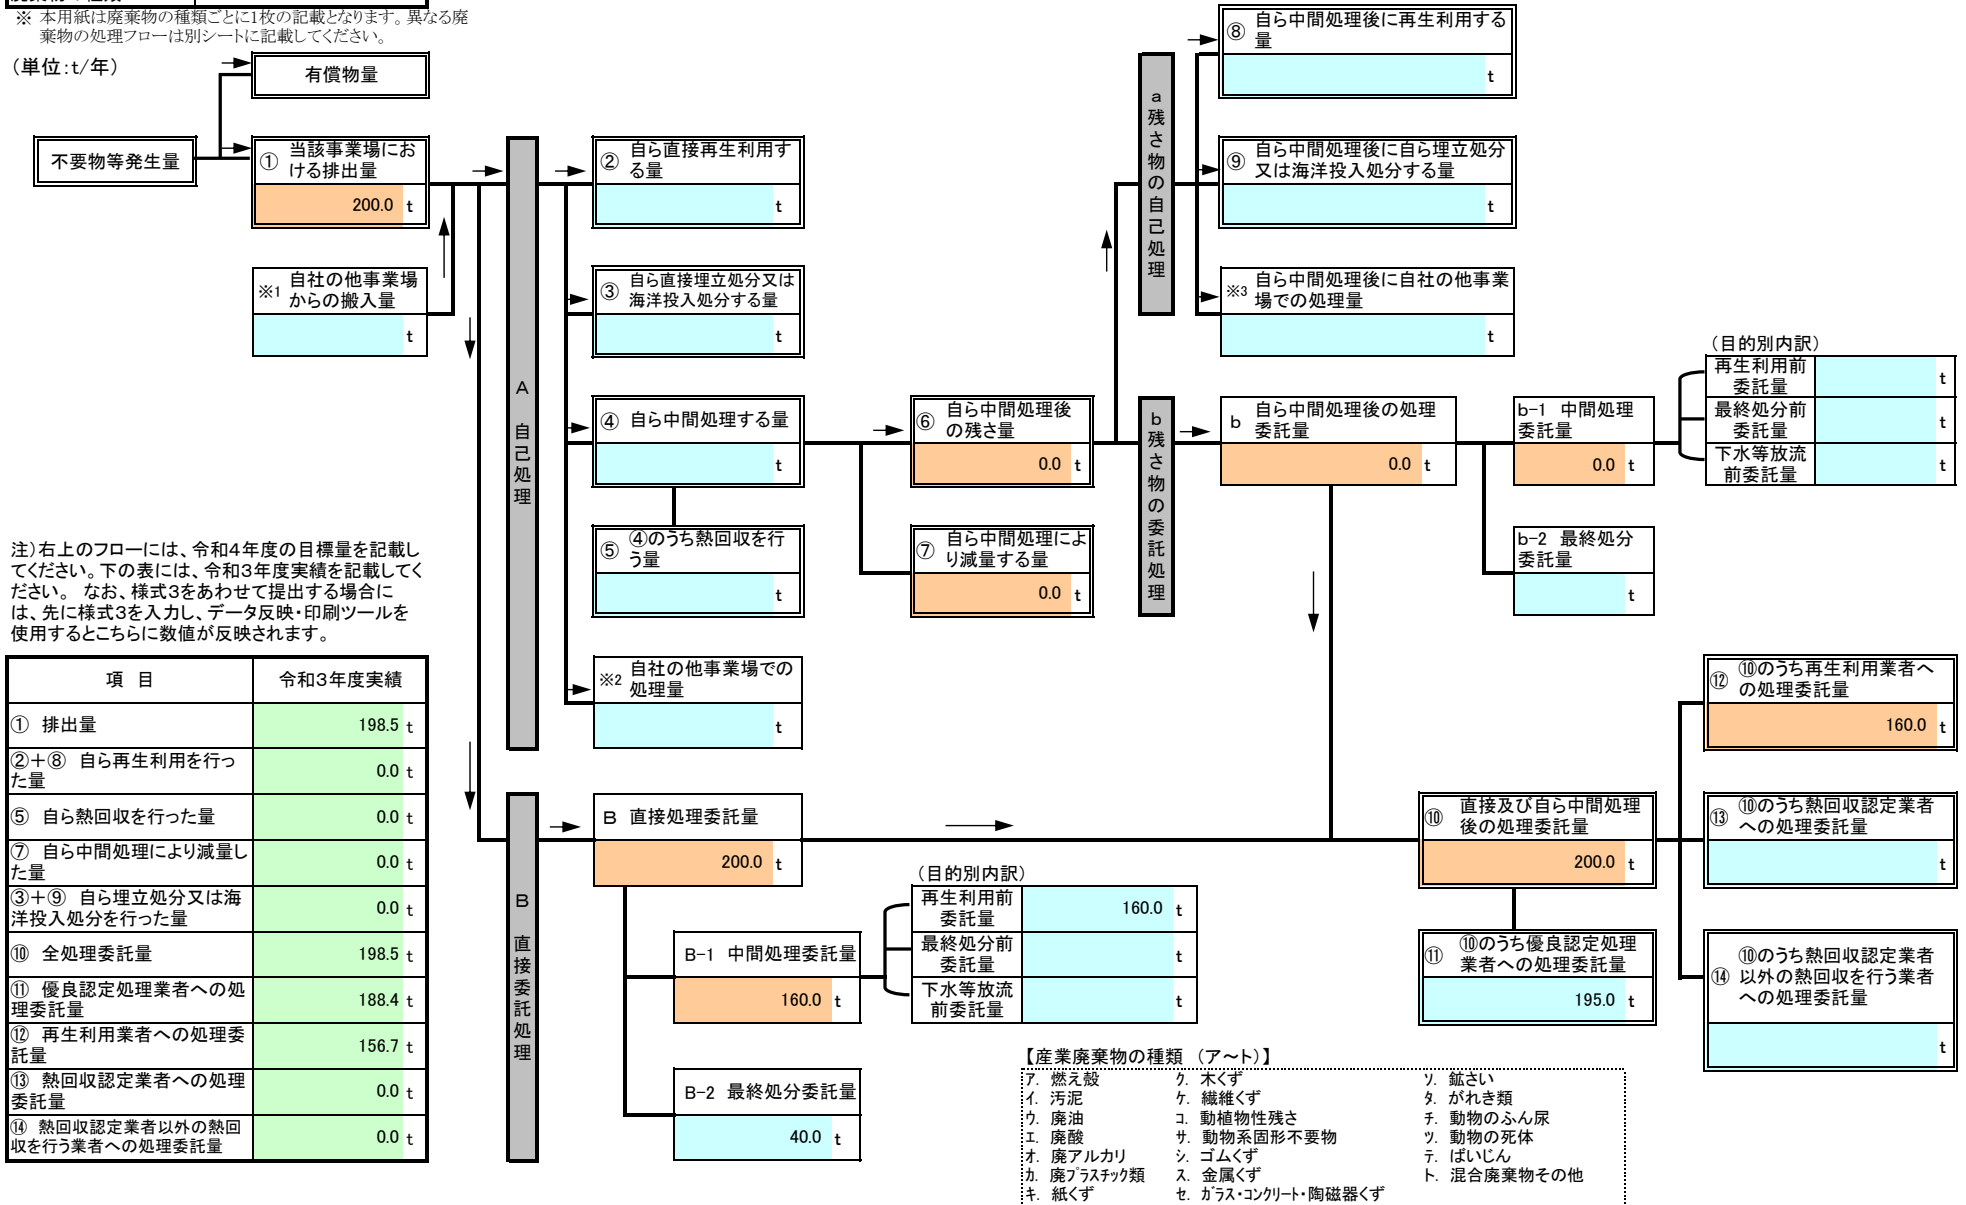 ※ 本用紙は廃棄物の種類ごとに1枚の記載となります。異なる廃
棄物の処理フローは別シートに記載してください。
(単位:t/年)
有償物量
不要物等発生量
① 当該事業場にお
ける排出量
200.0 t
※1 自社の他事業場
からの搬入量
t
A 自己処理
② 自ら直接再生利用す
る量
t
③ 自ら直接埋立処分又は
海洋投入処分する量
t
④ 自ら中間処理する量
t
⑤ ④のうち熱回収を行
う量
t
※2 自社の他事業場での
処理量
t
⑥ 自ら中間処理後
の残さ量
0.0 t
⑦ 自ら中間処理によ
り減量する量
0.0 t
a 残さ物の自己処理
⑧ 自ら中間処理後に再生利用する
量
t
⑨ 自ら中間処理後に自ら埋立処分
又は海洋投入処分する量
t
※3 自ら中間処理後に自社の他事業
場での処理量
t
b 残さ物の委託処理
b 自ら中間処理後の処理
委託量
0.0 t
b-1 中間処理
委託量
0.0 t
(目的別内訳)
再生利用前
委託量
t
最終処分前
委託量
t
下水等放流
前委託量
t
b-2 最終処分
委託量
t
注)右上のフローには、令和4年度の目標量を記載し
てください。下の表には、令和3年度実績を記載してく
ださい。 なお、様式3をあわせて提出する場合に
は、先に様式3を入力し、データ反映・印刷ツールを
使用するとこちらに数値が反映されます。
項 目 令和3年度実績
① 排出量 198.5 t
②+⑧ 自ら再生利用を行っ
た量 0.0 t
⑤ 自ら熱回収を行った量 0.0 t
⑦ 自ら中間処理により減量し
た量 0.0 t
③+⑨ 自ら埋立処分又は海
洋投入処分を行った量 0.0 t
⑩ 全処理委託量 198.5 t
⑪ 優良認定処理業者への処
理委託量 188.4 t
⑫ 再生利用業者への処理委
託量 156.7 t
⑬ 熱回収認定業者への処理
委託量 0.0 t
⑭ 熱回収認定業者以外の熱回
収を行う業者への処理委託量 0.0 t
B 直接委託処理
B 直接処理委託量
200.0 t
B-1 中間処理委託量
160.0 t
(目的別内訳)
再生利用前
委託量
160.0 t
最終処分前
委託量
t
下水等放流
前委託量
t
B-2 最終処分委託量
40.0 t
⑩ 直接及び自ら中間処理
後の処理委託量
200.0 t
⑪ ⑩のうち優良認定処理
業者への処理委託量
195.0 t
⑫ ⑩のうち再生利用業者へ
の処理委託量
160.0 t
⑬ ⑩のうち熱回収認定業者
への処理委託量
t
⑭ ⑩のうち熱回収認定業者
以外の熱回収を行う業者
への処理委託量
t
【産業廃棄物の種類 (ア～ト)】
ア. 燃え殻 ク. 木くず ソ. 鉱さい
イ. 汚泥 ケ. 繊維くず タ. がれき類
ウ. 廃油 コ. 動植物性残さ チ. 動物のふん尿
エ. 廃酸 サ. 動物系固形不要物 ツ. 動物の死体
オ. 廃アルカリ シ. ゴムくず テ. ばいじん
カ. 廃プラスチック類 ス. 金属くず ト. 混合廃棄物その他
キ. 紙くず セ. ガラス・コンクリート・陶磁器くず